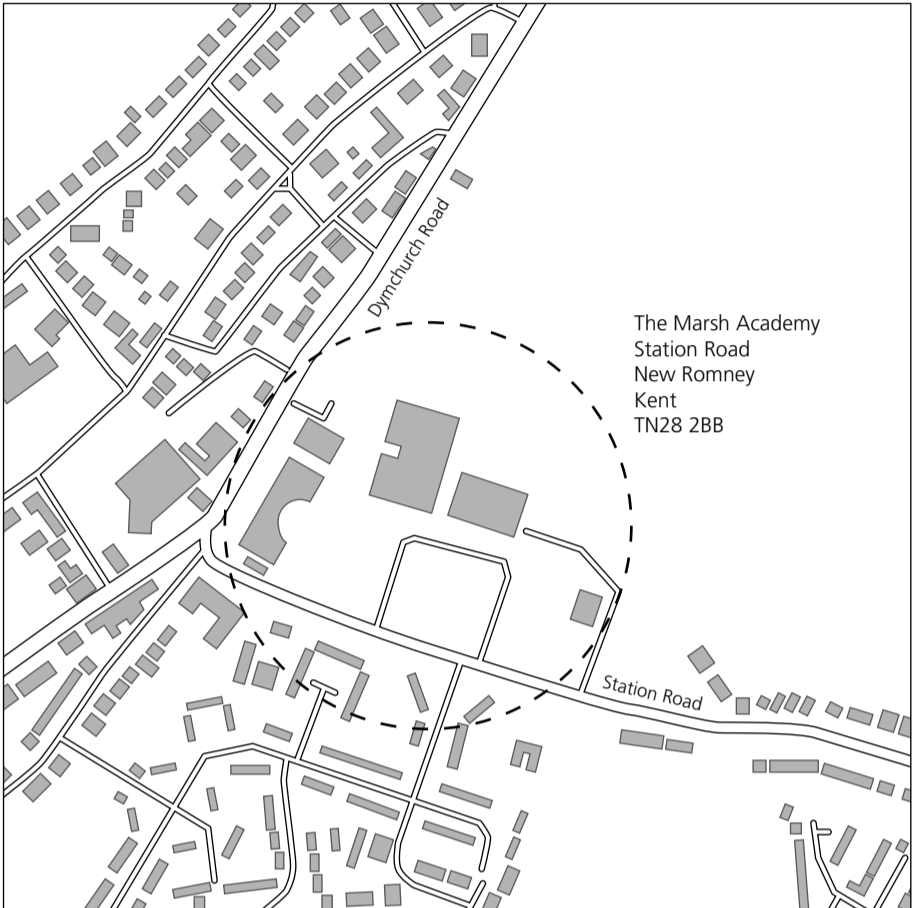 Dymchurch Road
The Marsh Academy
Station Road
New Romney
Kent
TN28 2BB
Station Road